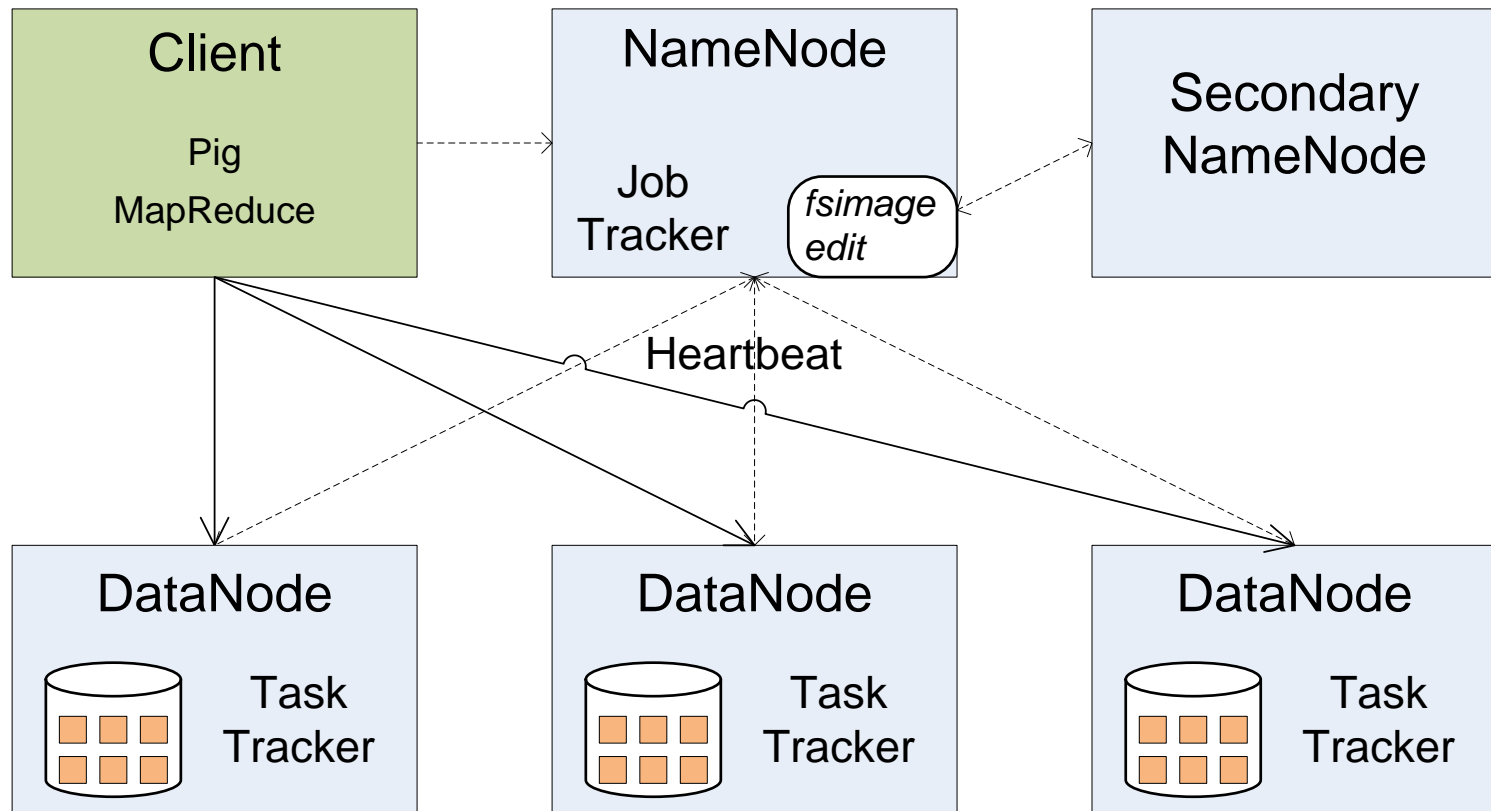 Client
Pig
MapReduce
NameNode
Job
Tracker
fsimage
edit
Secondary
NameNode
Heartbeat
DataNode
Task
Tracker
DataNode
Task
Tracker
DataNode
Task
Tracker